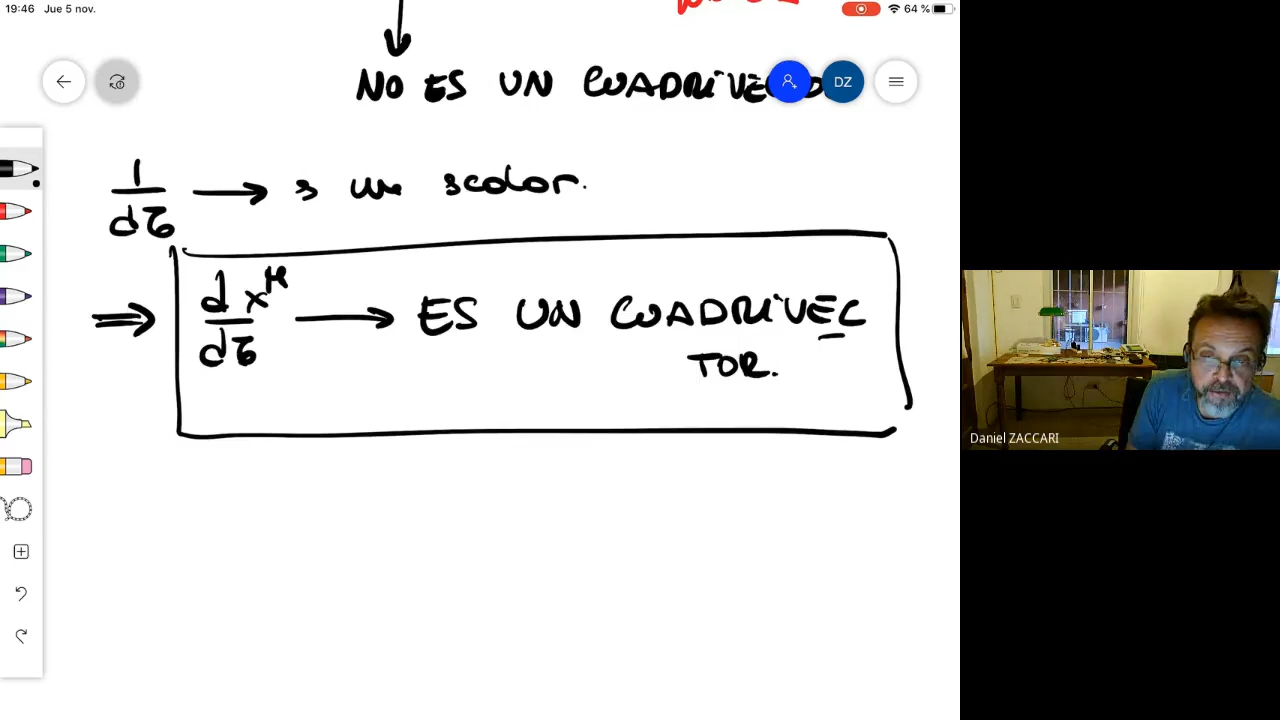 19:46 Jue 5 nov.
64 %
NO ES UN CUADRIVEC
DZ
1
dτ → es un escalar.
⇒ d x^μ
dτ → ES UN CUADRIVEC
TOR.
Daniel ZACCARI